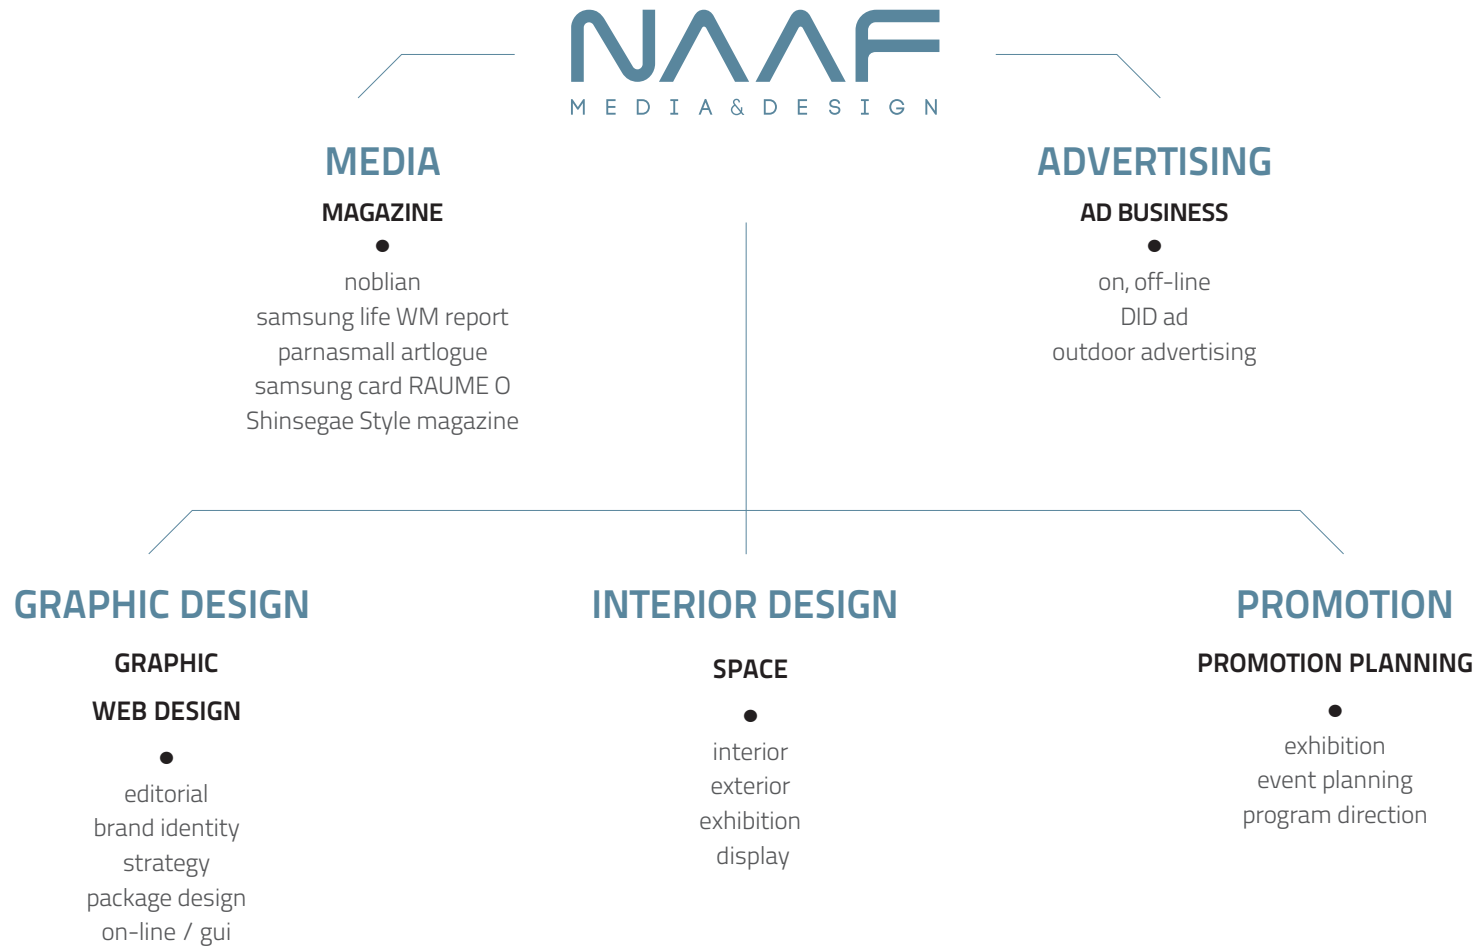 NAAF
MEDIA&DESIGN
MEDIA
MAGAZINE
noblian
samsung life WM report
parnasmall artlogue
samsung card RAUME O
Shinsegae Style magazine
ADVERTISING
AD BUSINESS
on, off-line
DID ad
outdoor advertising
GRAPHIC DESIGN
GRAPHIC
WEB DESIGN
editorial
brand identity
strategy
package design
on-line / gui
INTERIOR DESIGN
SPACE
interior
exterior
exhibition
display
PROMOTION
PROMOTION PLANNING
exhibition
event planning
program direction